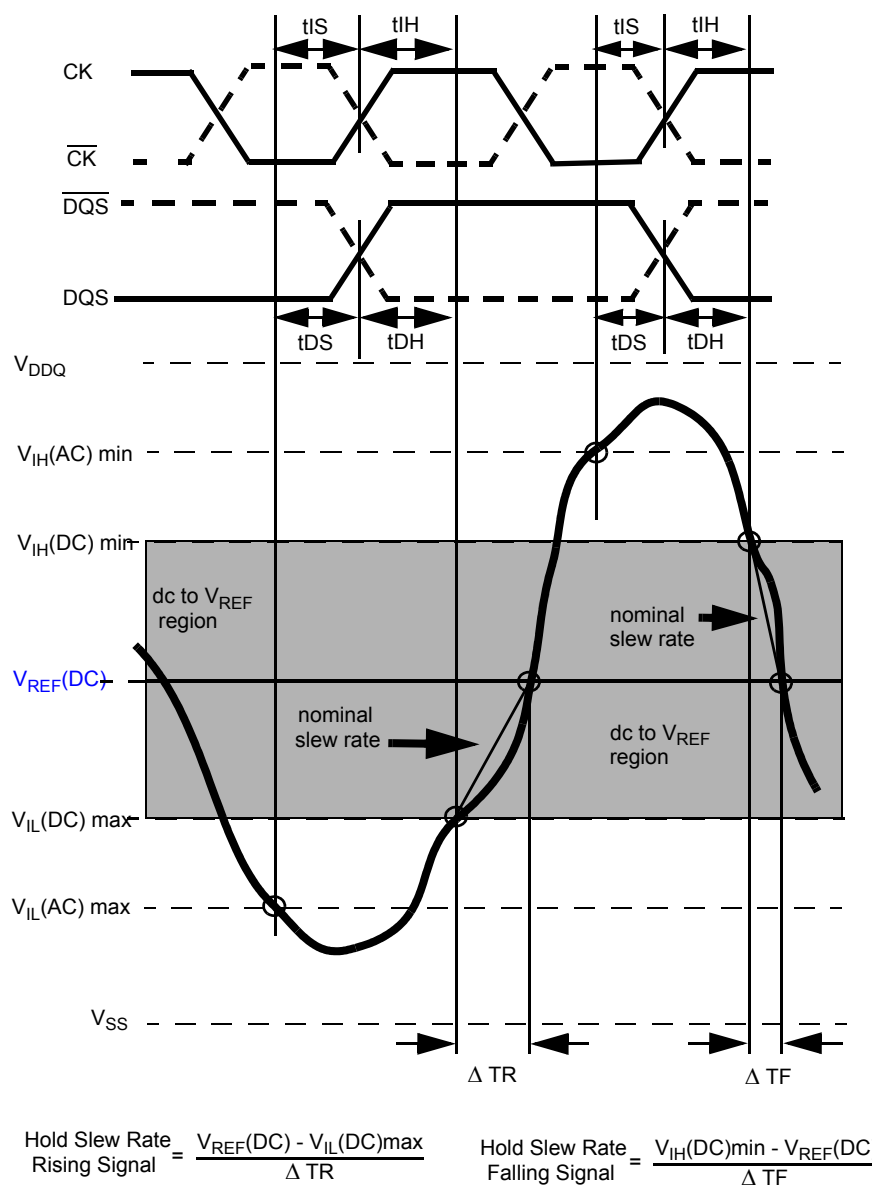 tIS tIH tIS tIH
CK
CK
DQS
DQS
tDS tDH tDS tDH
VDDQ
VIH(AC) min
VIH(DC) min
dc to VREF
region
nominal
slew rate
VREF(DC)
nominal
slew rate
dc to VREF
region
VIL(DC) max
VIL(AC) max
VSS
Δ TR Δ TF
Hold Slew Rate
Rising Signal
=
VREF(DC) - VIL(DC)max
Δ TR
Hold Slew Rate
Falling Signal
=
VIH(DC)min - VREF(DC
Δ TF